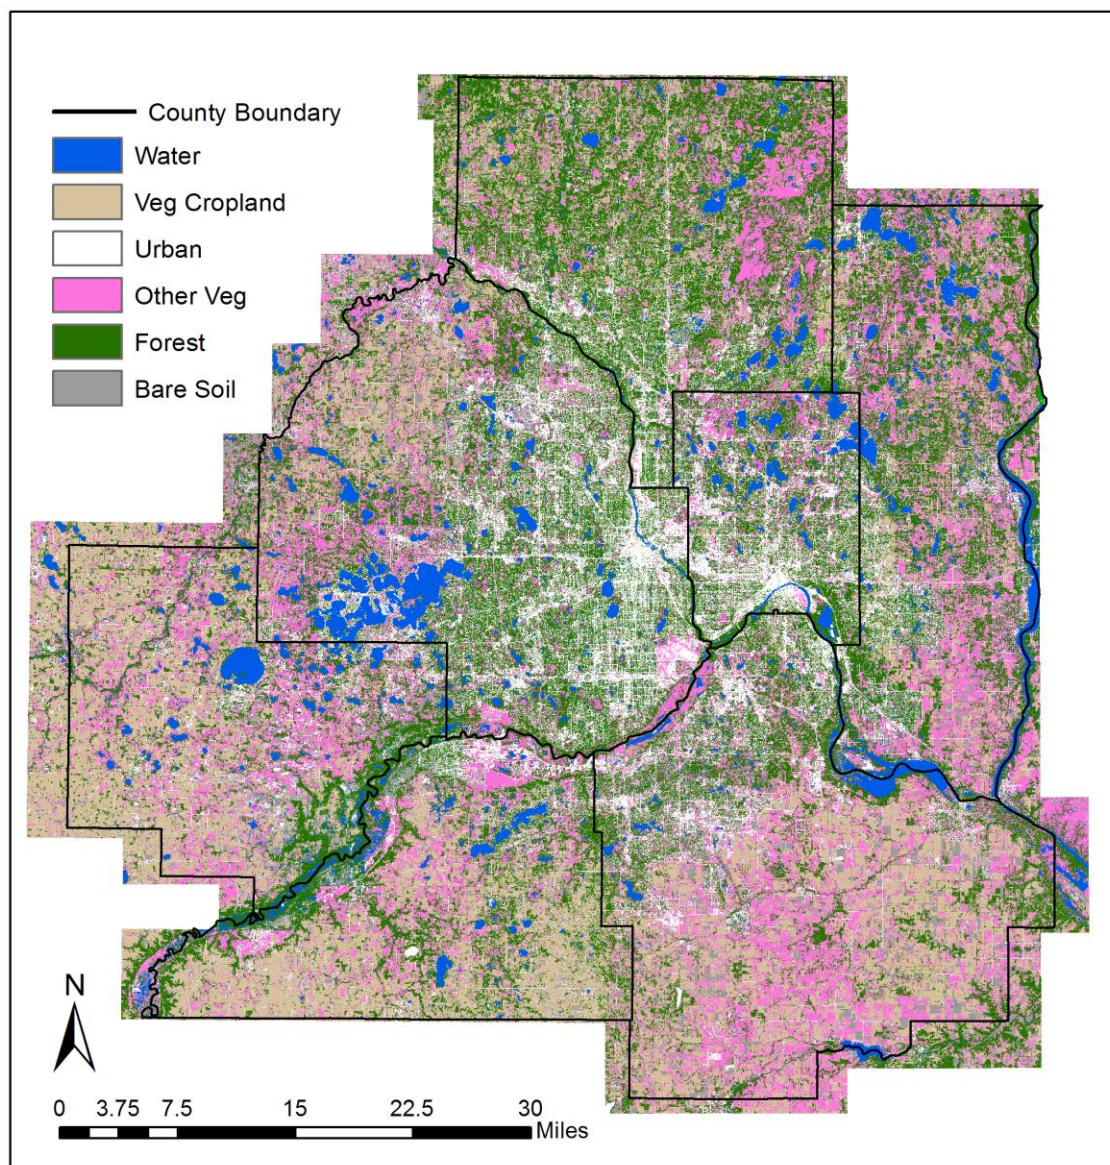 County Boundary
Water
Veg Cropland
Urban
Other Veg
Forest
Bare Soil
N
0 3.75 7.5 15 22.5 30
Miles